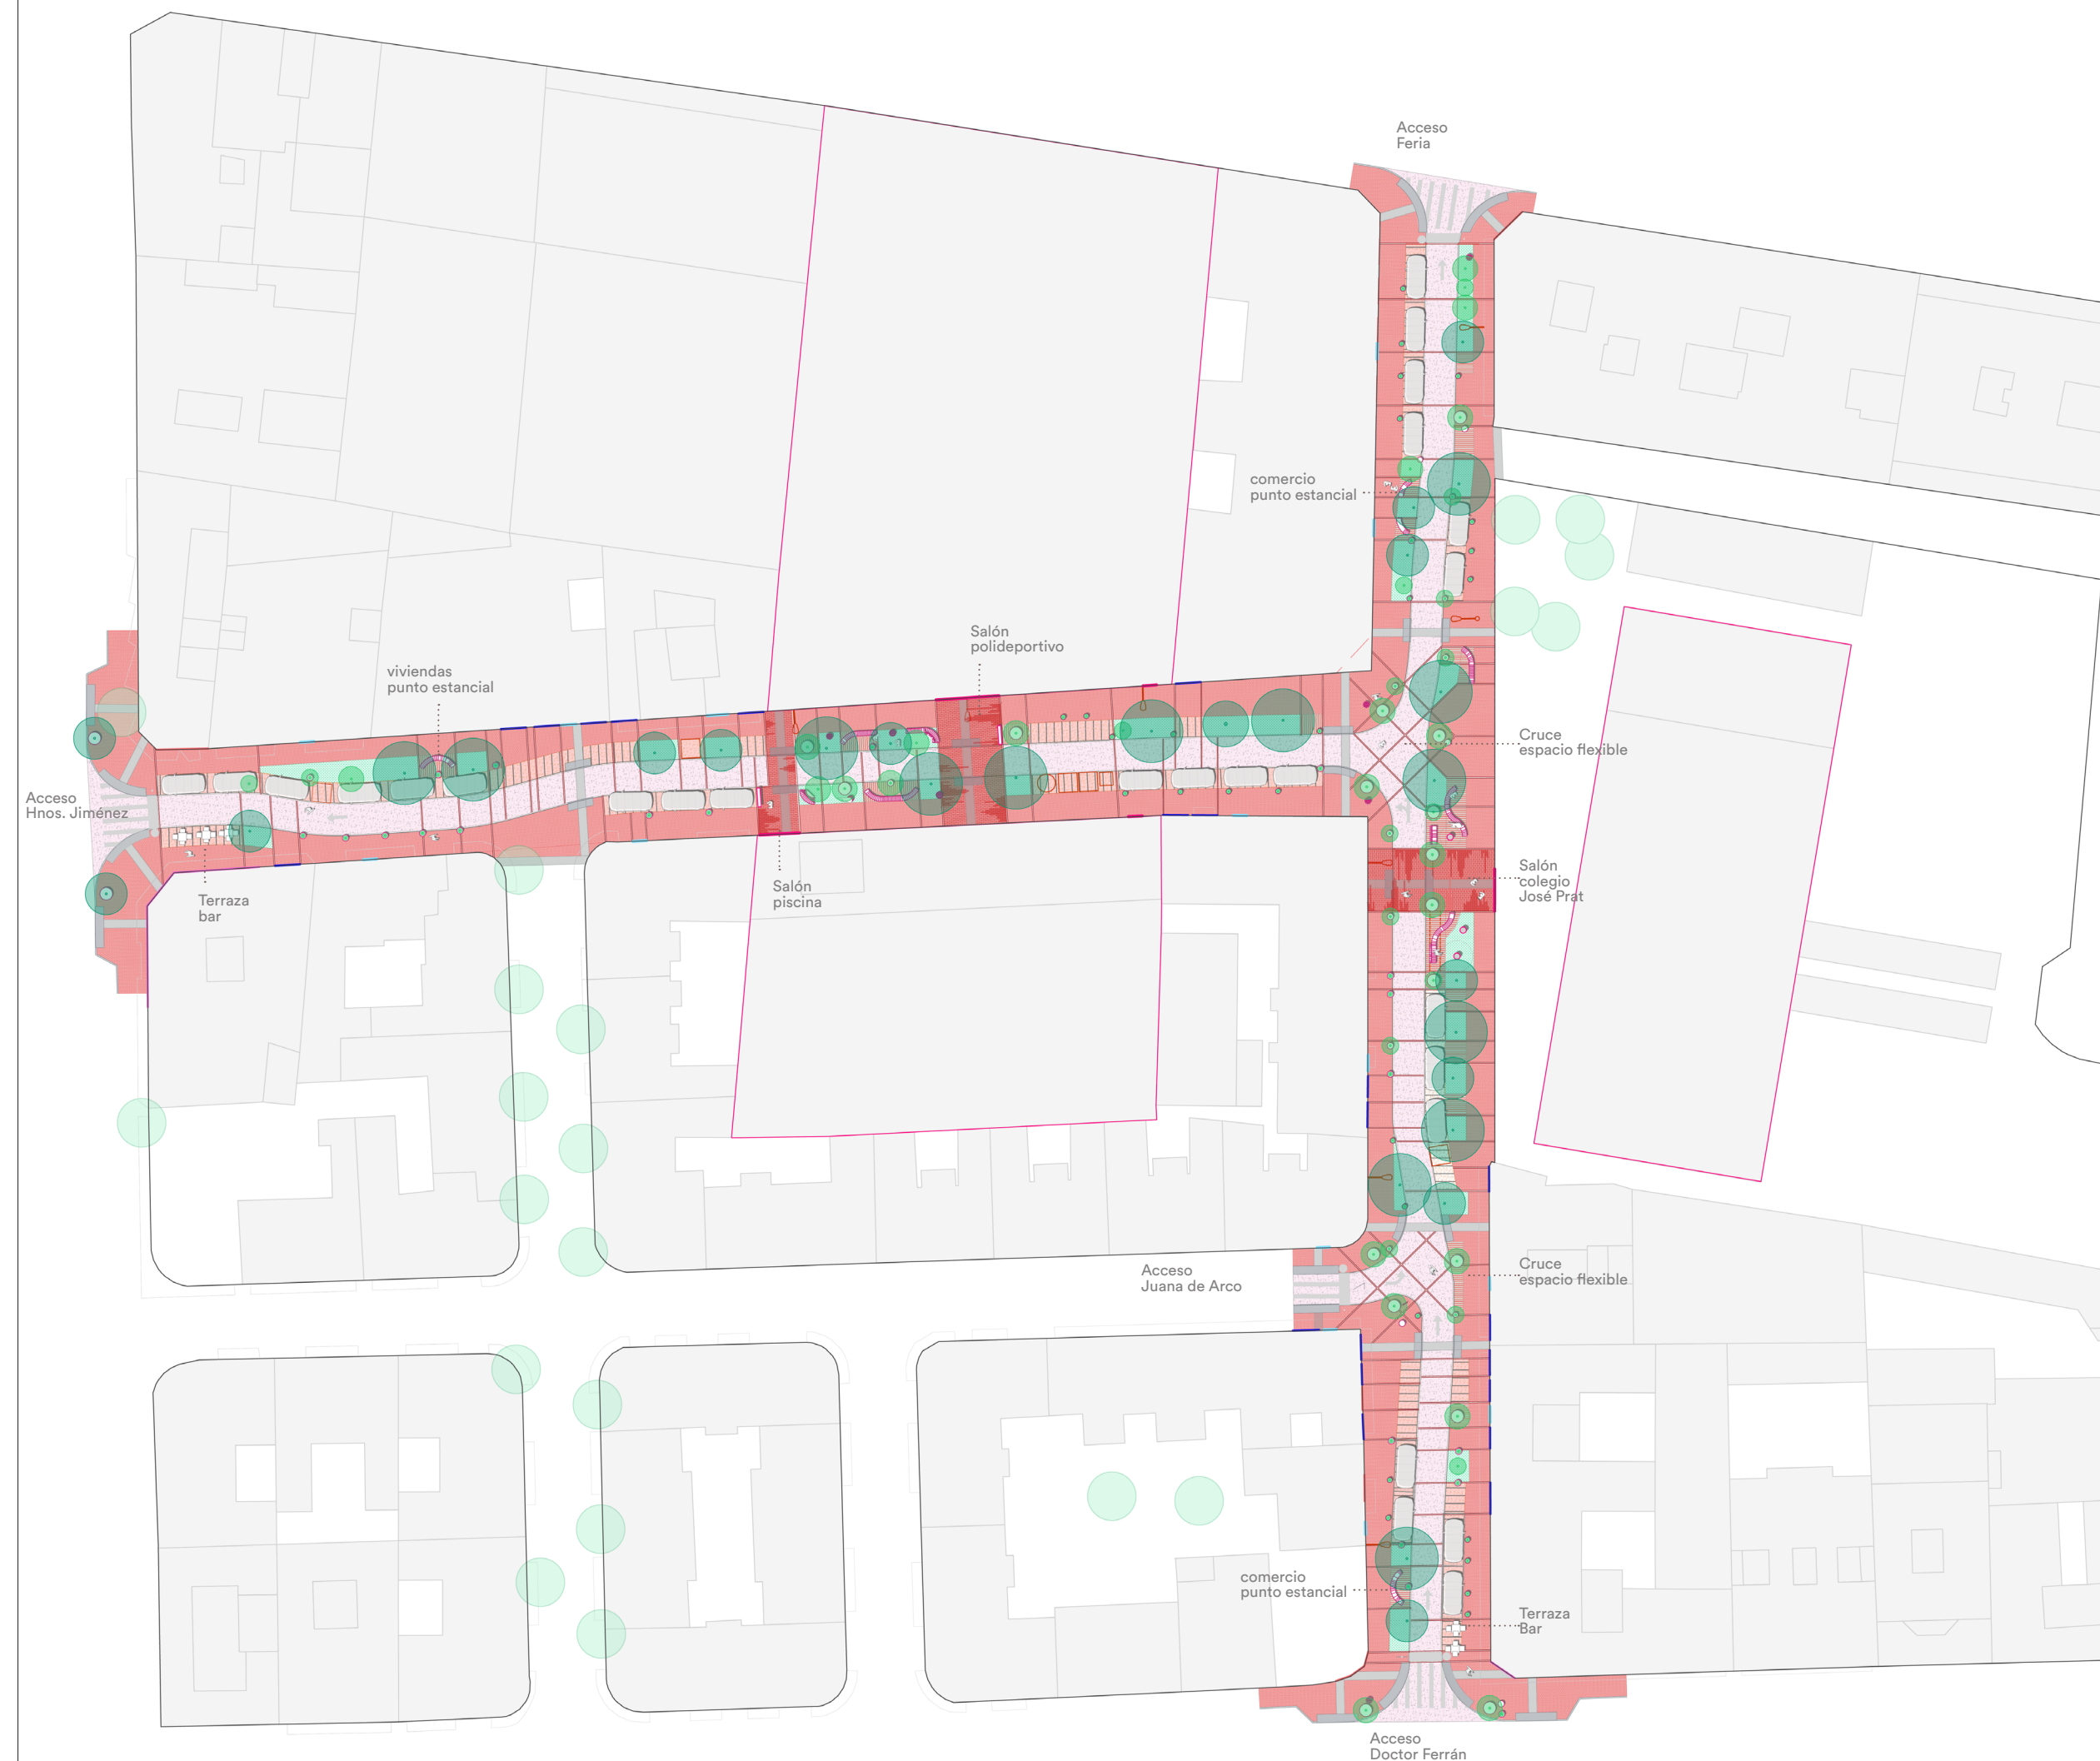 Acceso
Feria
comercio
punto estancial
Salón
polideportivo
viviendas
punto estancial
Cruce
espacio flexible
Acceso
Hnos. Jiménez
Salón
colegio
José Prat
Salón
piscina
Terraza
bar
Acceso
Juana de Arco
Cruce
espacio flexible
comercio
punto estancial
Terraza
Bar
Acceso
Doctor Ferrán